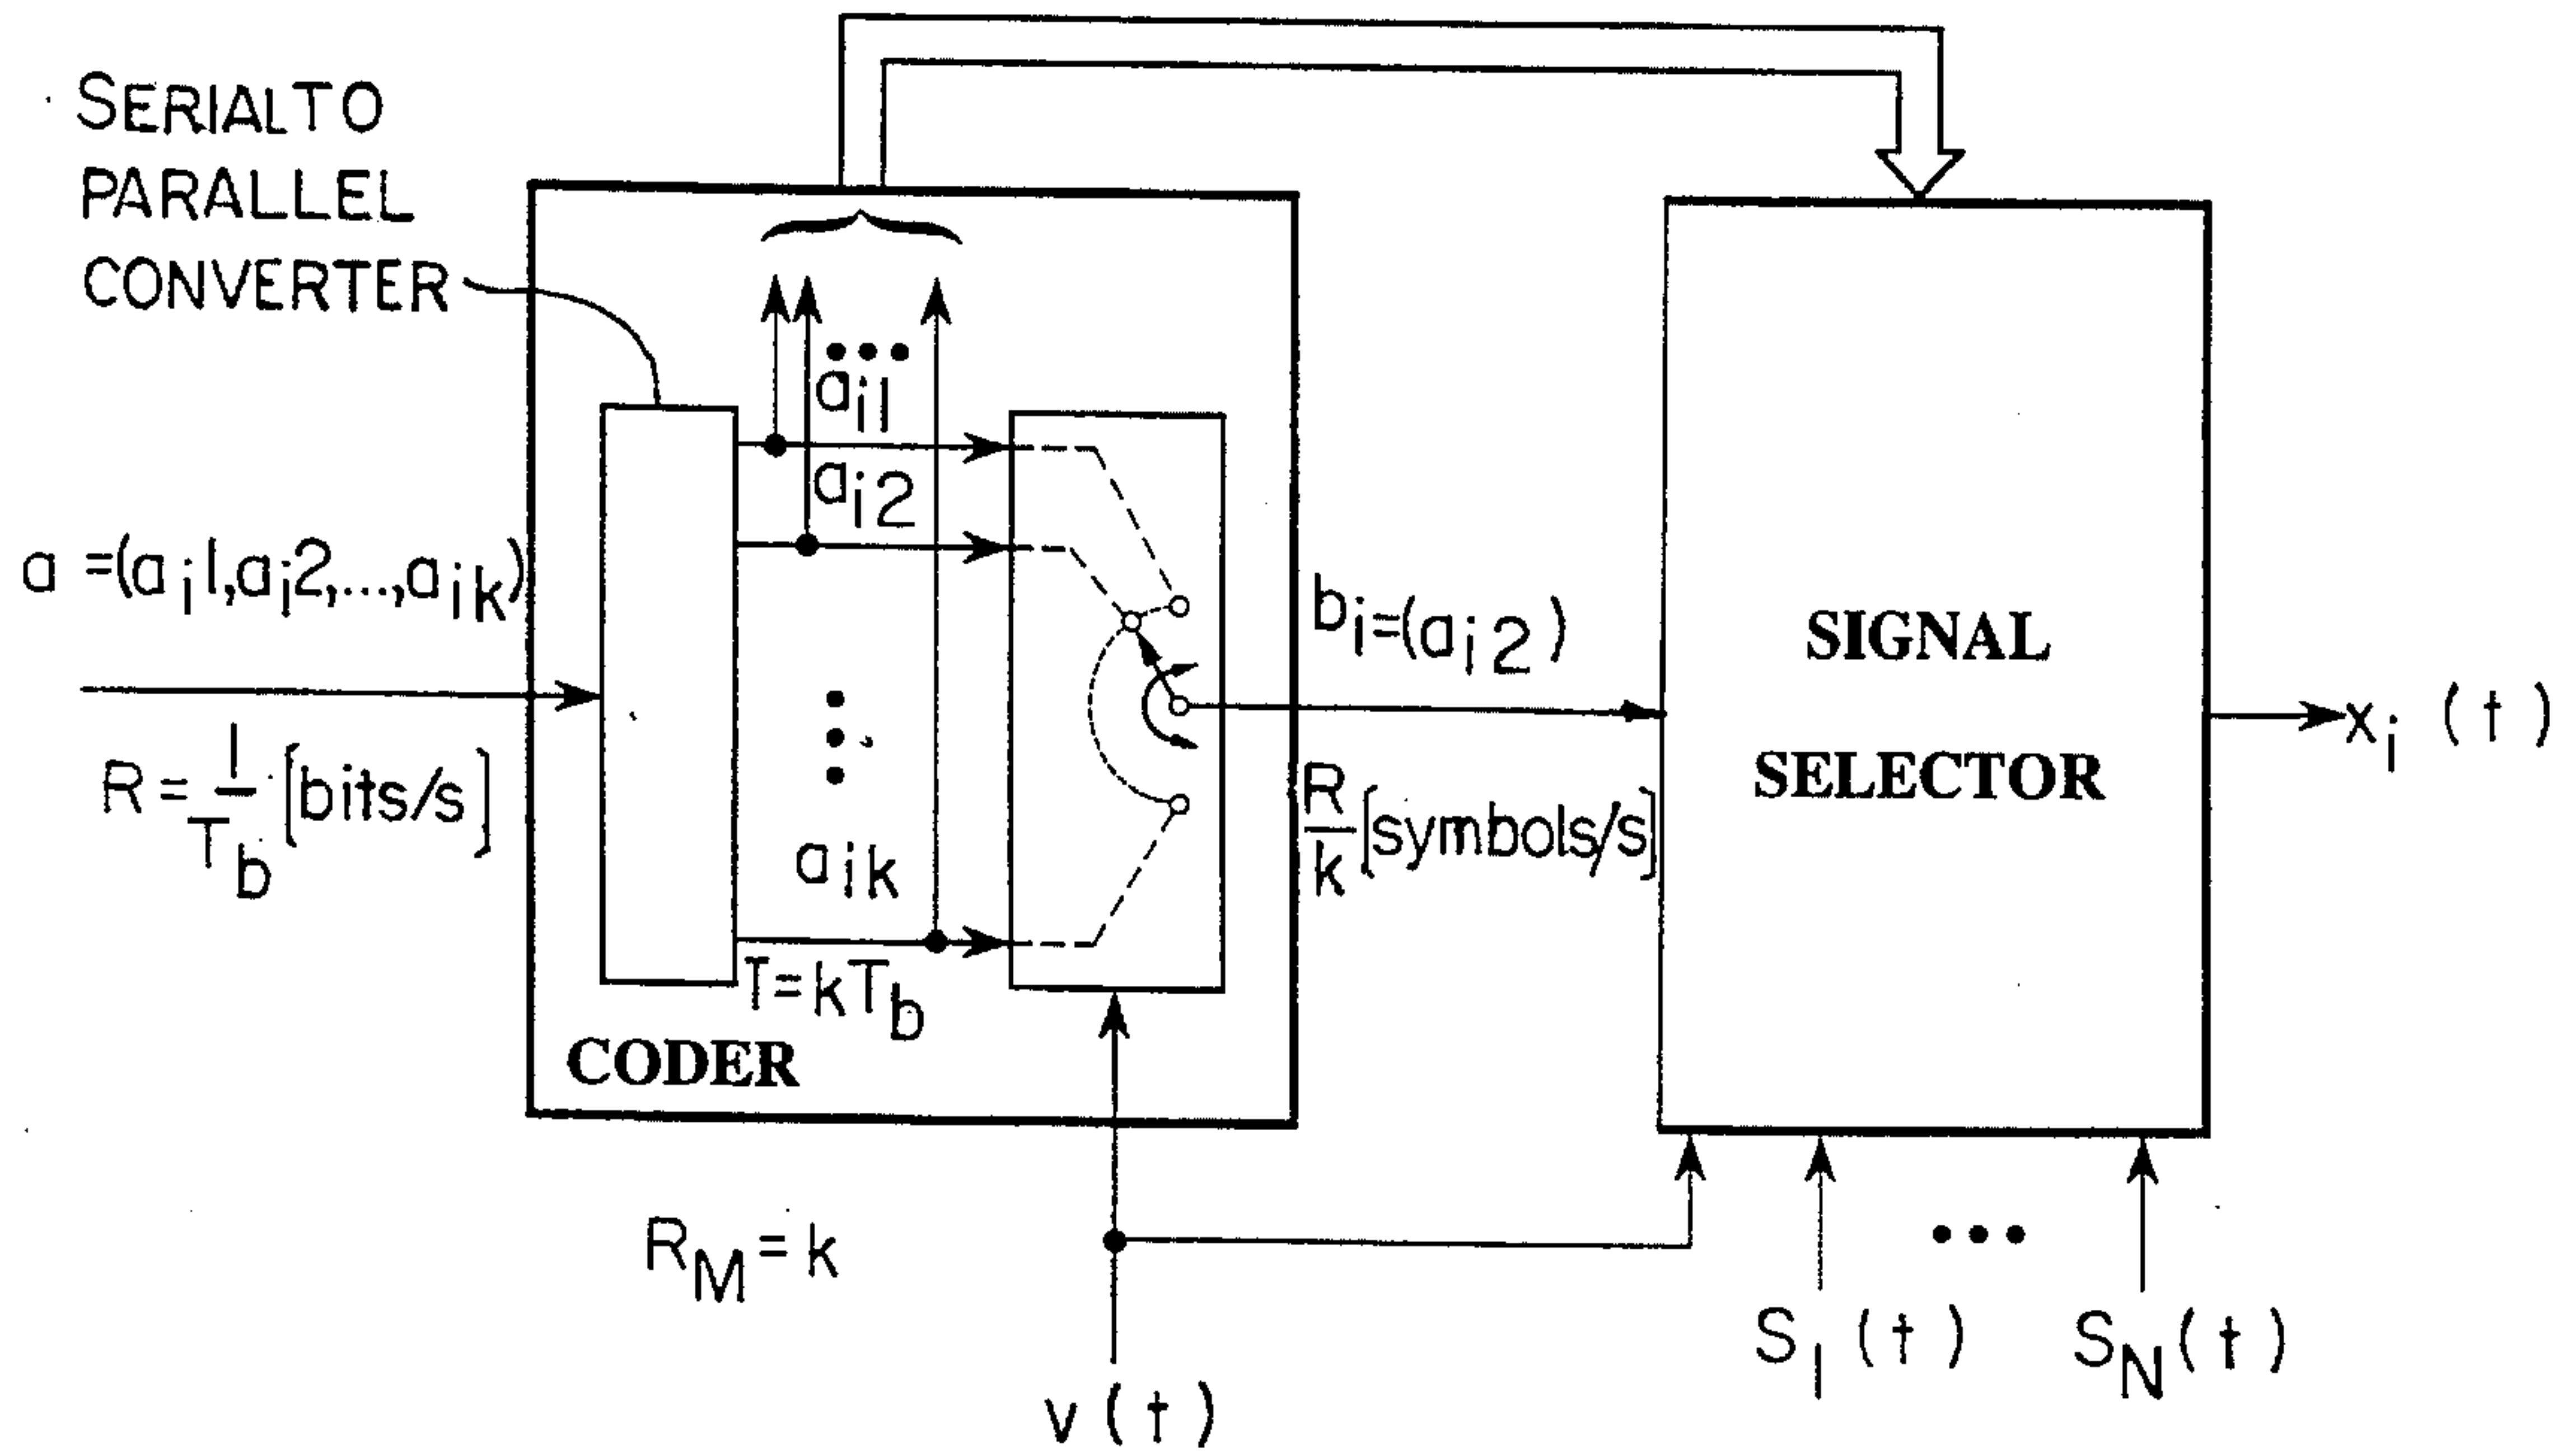 SERIALTO
PARALLEL
CONVERTER
a = (a_i1, a_i2, ..., a_ik)
R = 1/T_b [bits/s]
a_i1
a_i2
a_ik
T = kT_b
CODER
b_i = (a_i2)
R/k [symbols/s]
SIGNAL
SELECTOR
x_i (t)
R_M = k
v (t)
S_1 (t)
S_N (t)